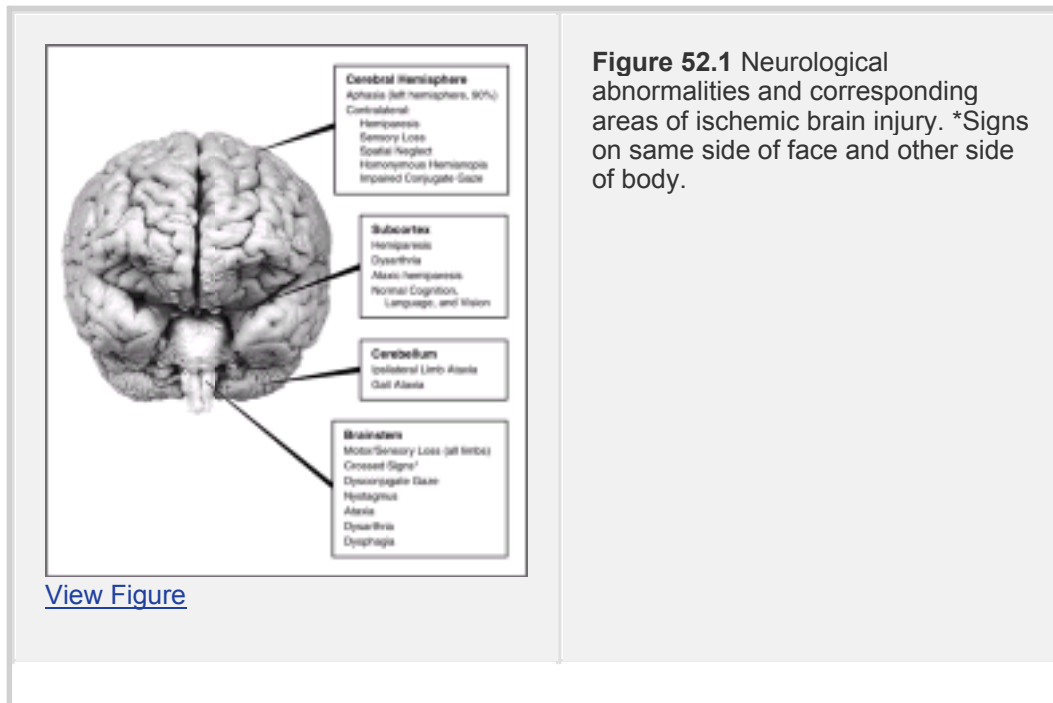 Cerebral Hemisphere
Aphasia (left hemisphere, 90%)
Contralateral:
Hemiparesis
Sensory Loss
Spatial Neglect
Homonymous Hemianopia
Impaired Conjugate Gaze
Subcortex
Hemiparesis
Dysarthria
Ataxic hemiparesis
Normal Cognition,
Language, and Vision
Cerebellum
Ipsilateral Limb Ataxia
Gait Ataxia
Brainstem
Motor/Sensory Loss (all limbs)
Crossed Signs*
Dysconjugate Gaze
Nystagmus
Ataxia
Dysarthria
Dysphagia
View Figure
Figure 52.1 Neurological
abnormalities and corresponding
areas of ischemic brain injury. *Signs
on same side of face and other side
of body.